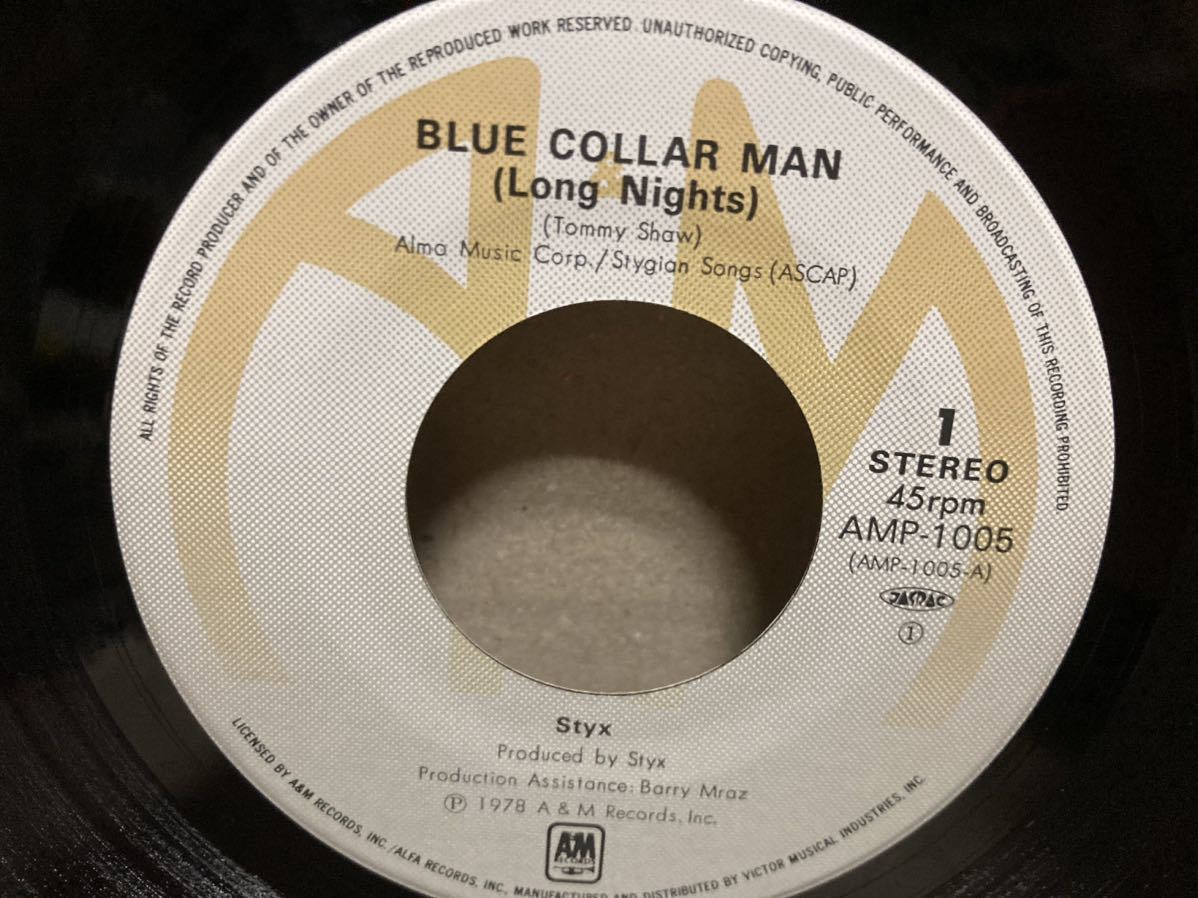 ALL RIGHTS OF THE RECORD PRODUCER AND OF THE OWNER OF THE REPRODUCED WORK RESERVED. UNAUTHORIZED COPYING, PUBLIC PERFORMANCE AND BROADCASTING OF THIS RECORDING PROHIBITED
BLUE COLLAR MAN
(Long Nights)
(Tommy Shaw)
Alma Music Corp./Stygian Songs (ASCAP)
1
STEREO
45rpm
AMP-1005
(AMP-1005-A)
JASRAC
I
Styx
Produced by Styx
Production Assistance: Barry Mraz
Ⓟ 1978 A & M Records, Inc.
A&M
RECORDS
LICENSED BY A&M RECORDS, INC./ALFA RECORDS, INC. MANUFACTURED AND DISTRIBUTED BY VICTOR MUSICAL INDUSTRIES, INC.